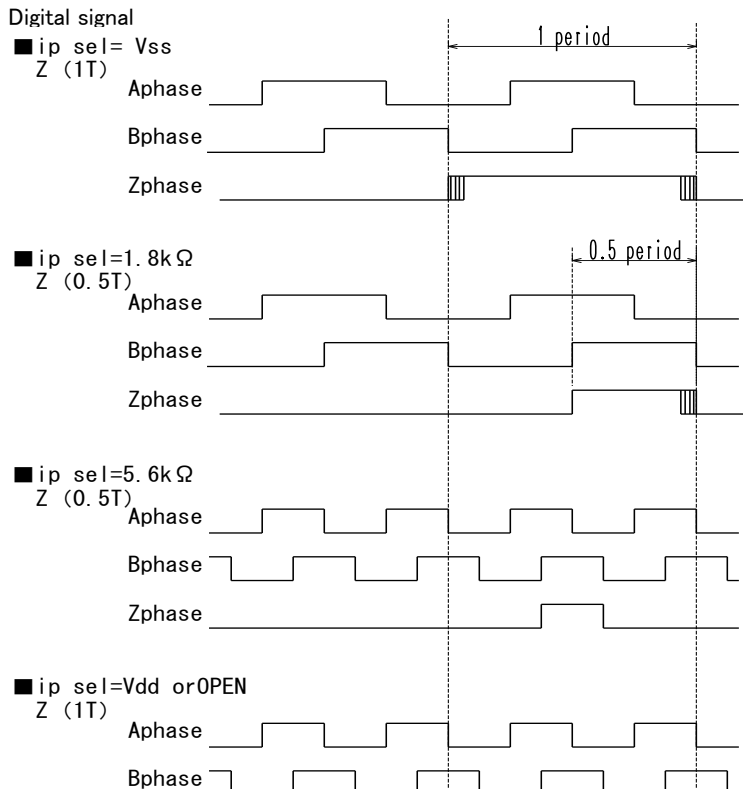 Digital signal
■ip sel= Vss
1 period
Z (1T)
Aphase
Bphase
Zphase
■ip sel=1.8kΩ
0.5 period
Z (0.5T)
Aphase
Bphase
Zphase
■ip sel=5.6kΩ
Z (0.5T)
Aphase
Bphase
Zphase
■ip sel=Vdd orOPEN
Z (1T)
Aphase
Bphase